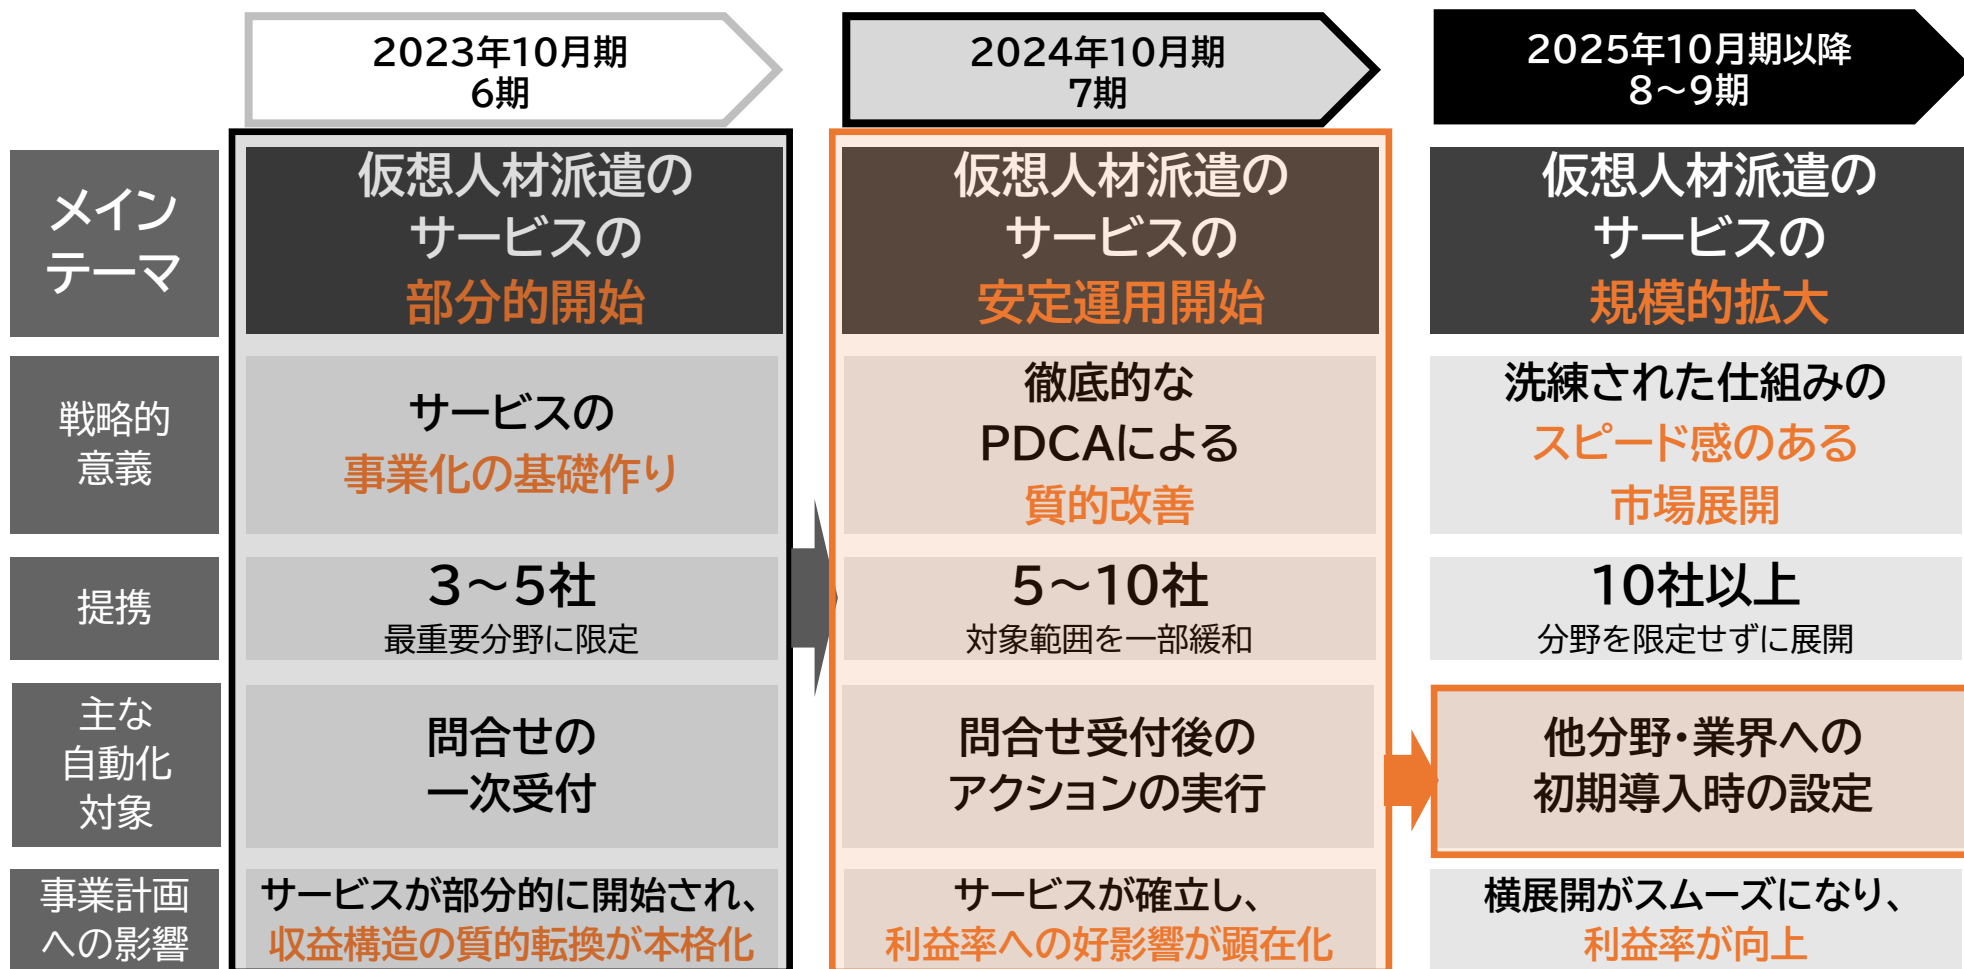 2023年10月期
6期
2024年10月期
7期
2025年10月期以降
8～9期
メイン
テーマ
仮想人材派遣の
サービスの
部分的開始
仮想人材派遣の
サービスの
安定運用開始
仮想人材派遣の
サービスの
規模的拡大
戦略的
意義
サービスの
事業化の基礎作り
徹底的な
PDCAによる
質的改善
洗練された仕組みの
スピード感のある
市場展開
提携
3～5社
最重要分野に限定
5～10社
対象範囲を一部緩和
10社以上
分野を限定せずに展開
主な
自動化
対象
問合せの
一次受付
問合せ受付後の
アクションの実行
他分野・業界への
初期導入時の設定
事業計画
への影響
サービスが部分的に開始され、
収益構造の質的転換が本格化
サービスが確立し、
利益率への好影響が顕在化
横展開がスムーズになり、
利益率が向上